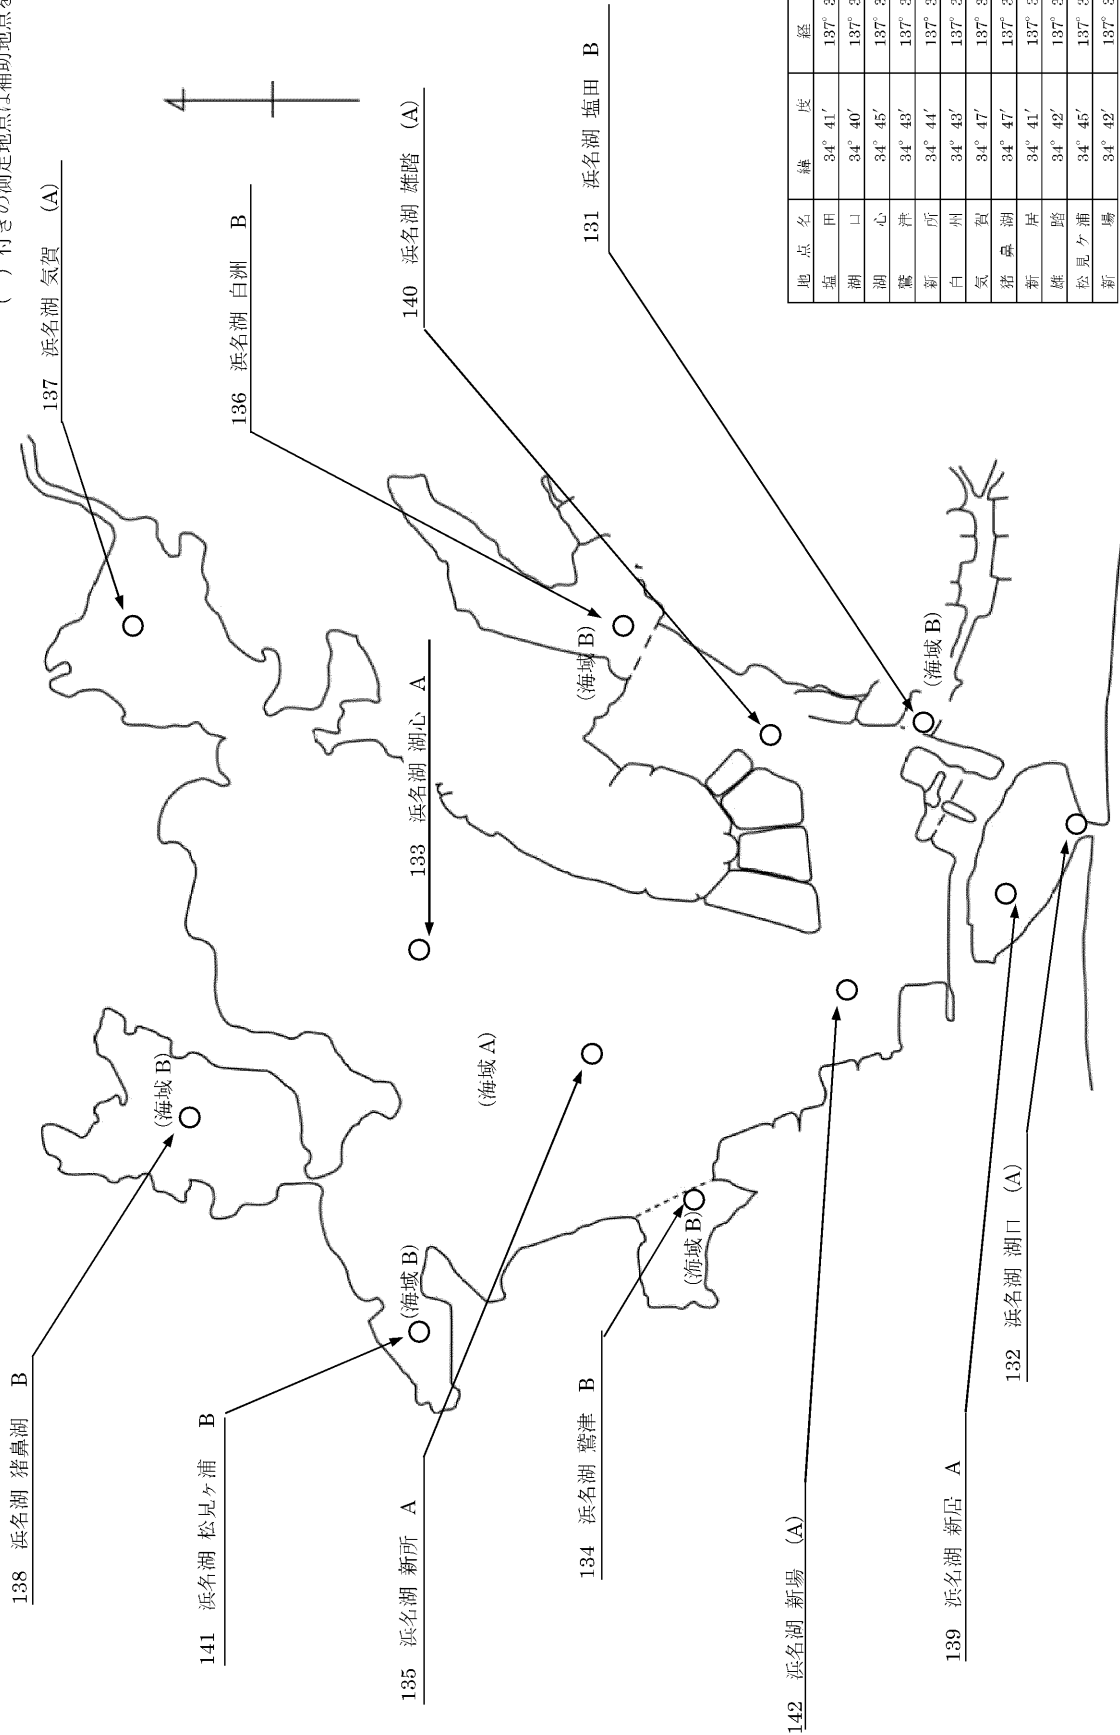 ( ) 付きの測定地点は補助地点を
137 浜名湖 気賀 (A)
136 浜名湖 白洲 B
140 浜名湖 雄踏 (A)
131 浜名湖 塩田 B
133 浜名湖 湖心 A
138 浜名湖 猪鼻湖 B
141 浜名湖 松見ヶ浦 B
135 浜名湖 新所 A
134 浜名湖 鷲津 B
142 浜名湖 新場 (A)
139 浜名湖 新居 A
132 浜名湖 湖口 (A)
(海域 B)
(海域 B)
(海域 A)
(海域 B)
(海域 B)
(海域 B)
地点名 緯度 経
塩田 34° 41′ 137°
湖口 34° 40′ 137°
湖心 34° 45′ 137°
鷲津 34° 43′ 137°
新所 34° 44′ 137°
白州 34° 43′ 137°
気賀 34° 47′ 137°
猪鼻湖 34° 47′ 137°
新居 34° 41′ 137°
雄踏 34° 42′ 137°
松見ケ浦 34° 45′ 137°
新場 34° 42′ 137°